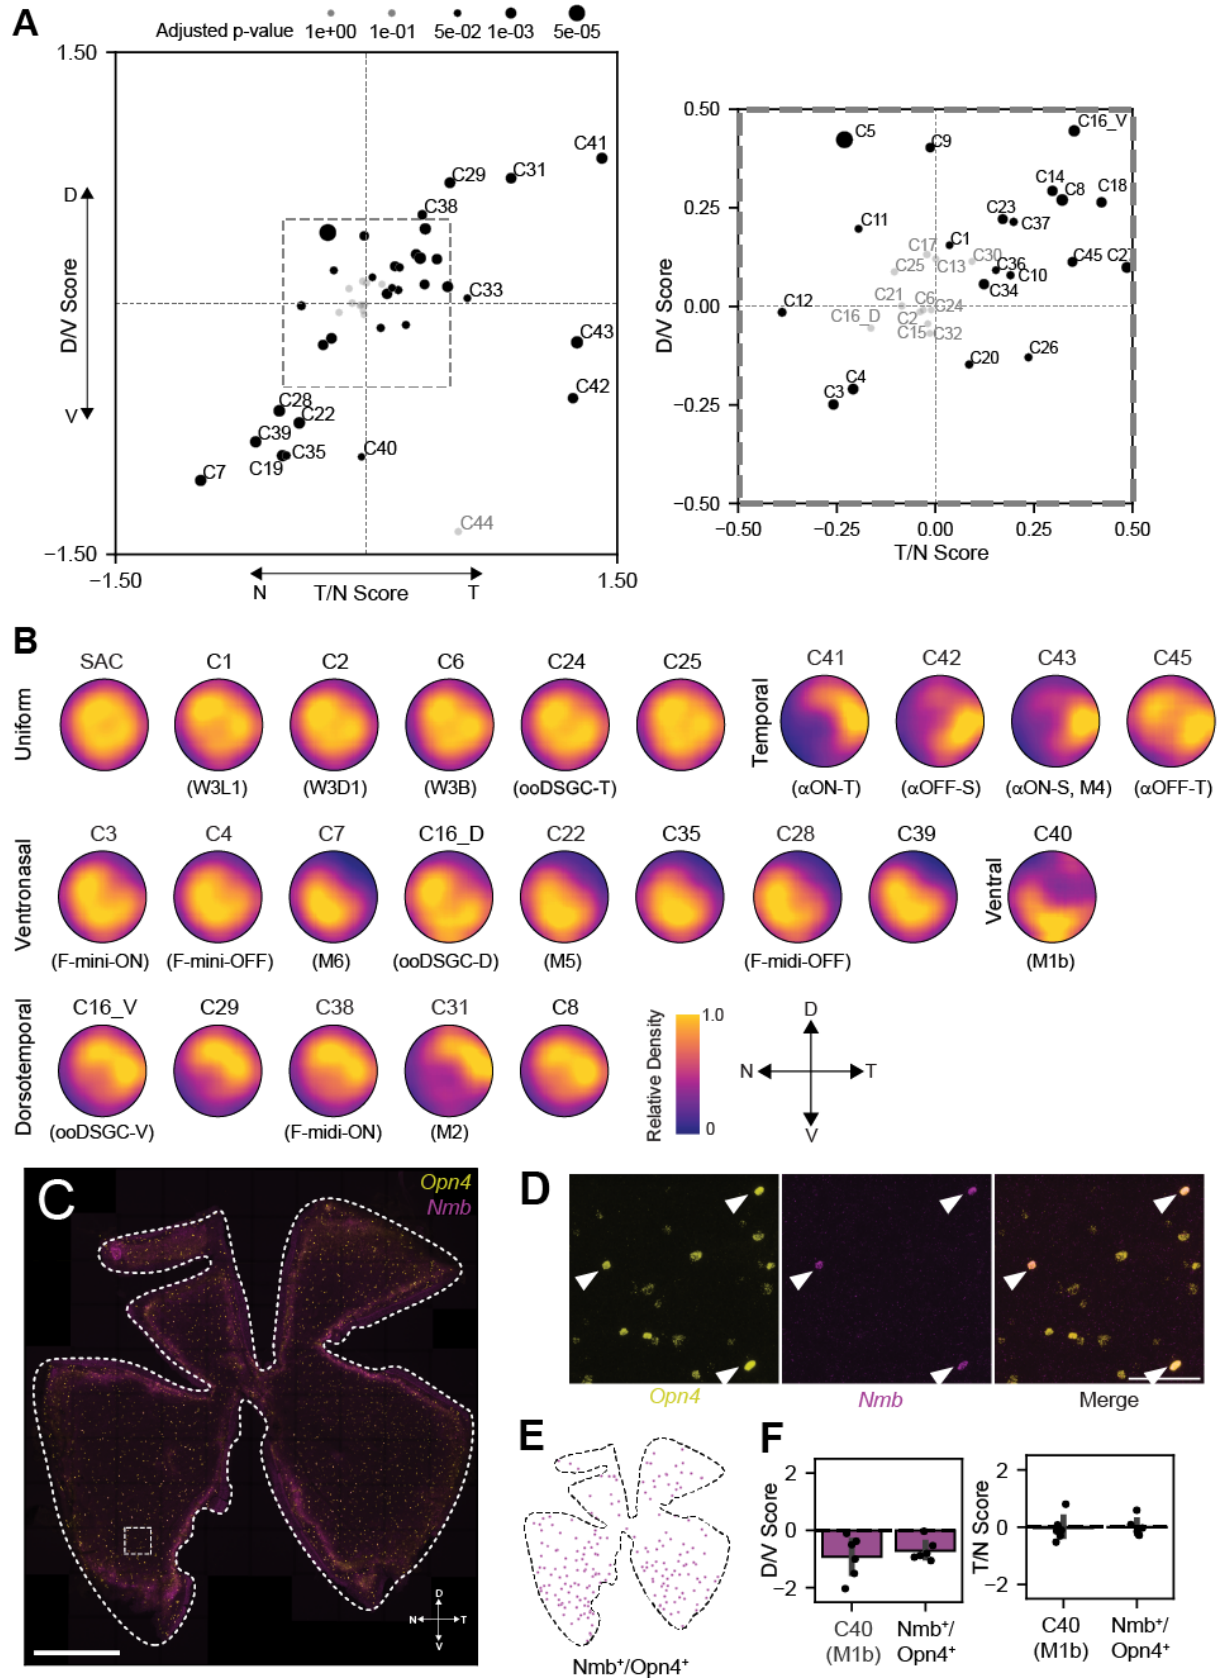 A
Adjusted p-value 1e+00 1e-01 5e-02 1e-03 5e-05
1.50
D/V Score
D
V
C41
C31
C29
C38
C33
C43
C42
C28
C22
C39
C19 C35
C40
C7
C44
−1.50
−1.50
N T/N Score T
1.50
0.50
0.25
0.00
−0.25
−0.50
D/V Score
C16_V
C5
C9
C14
C8
C18
C23
C37
C11
C1
C17
C13
C30
C25
C36
C10
C45
C34
C12
C21
C6
C24
C2
C16_D
C15
C32
C20
C26
C4
C3
−0.50 −0.25 0.00 0.25 0.50
T/N Score
B
Uniform
SAC C1 C2 C6 C24 C25
(W3L1) (W3D1) (W3B) (ooDSGC-T)
Temporal
C41 C42 C43 C45
(αON-T) (αOFF-S) (αON-S, M4) (αOFF-T)
Ventronasal
C3 C4 C7 C16_D C22 C35 C28 C39
(F-mini-ON) (F-mini-OFF) (M6) (ooDSGC-D) (M5) (F-midi-OFF)
Ventral
C40
(M1b)
Dorsotemporal
C16_V C29 C38 C31 C8
(ooDSGC-V) (F-midi-ON) (M2)
Relative Density
1.0
0
D
N T
V
C
Opn4
Nmb
D
N T
V
D
Opn4 Nmb Merge
E
Nmb⁺/Opn4⁺
F
D/V Score
2
0
−2
C40
(M1b)
Nmb⁺/
Opn4⁺
T/N Score
2
0
−2
C40
(M1b)
Nmb⁺/
Opn4⁺